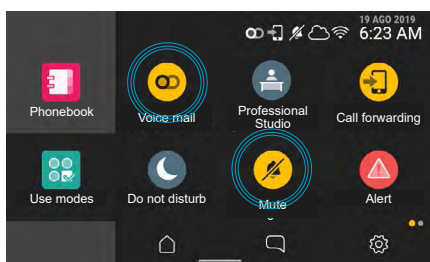 19 AGO 2019
6:23 AM
Phonebook
Voice mail
Professional
Studio
Call forwarding
Use modes
Do not disturb
Mute
Alert